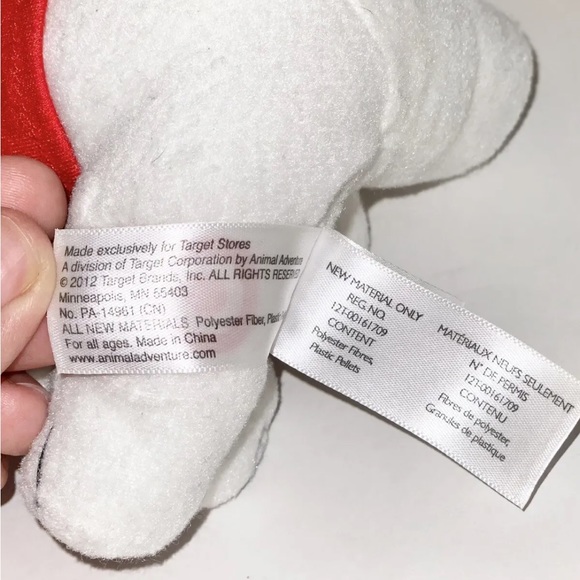 Made exclusively for Target Stores
A division of Target Corporation by Animal Adventure
© 2012 Target Brands, Inc. ALL RIGHTS RESERVE
Minneapolis, MN 55403
No. PA-14961 (CN)
ALL NEW MATERIALS Polyester Fiber,
For all ages. Made in China
www.animaladventure.com
NEW MATERIAL ONLY
REG. NO.
12T-00161709
CONTENT
Polyester Fibres,
Plastic Pellets
MATÉRIAUX NEUFS SEULEMENT
N° DE PERMIS
12T-00161709
CONTENU
Fibres de polyester,
Granules de plastique